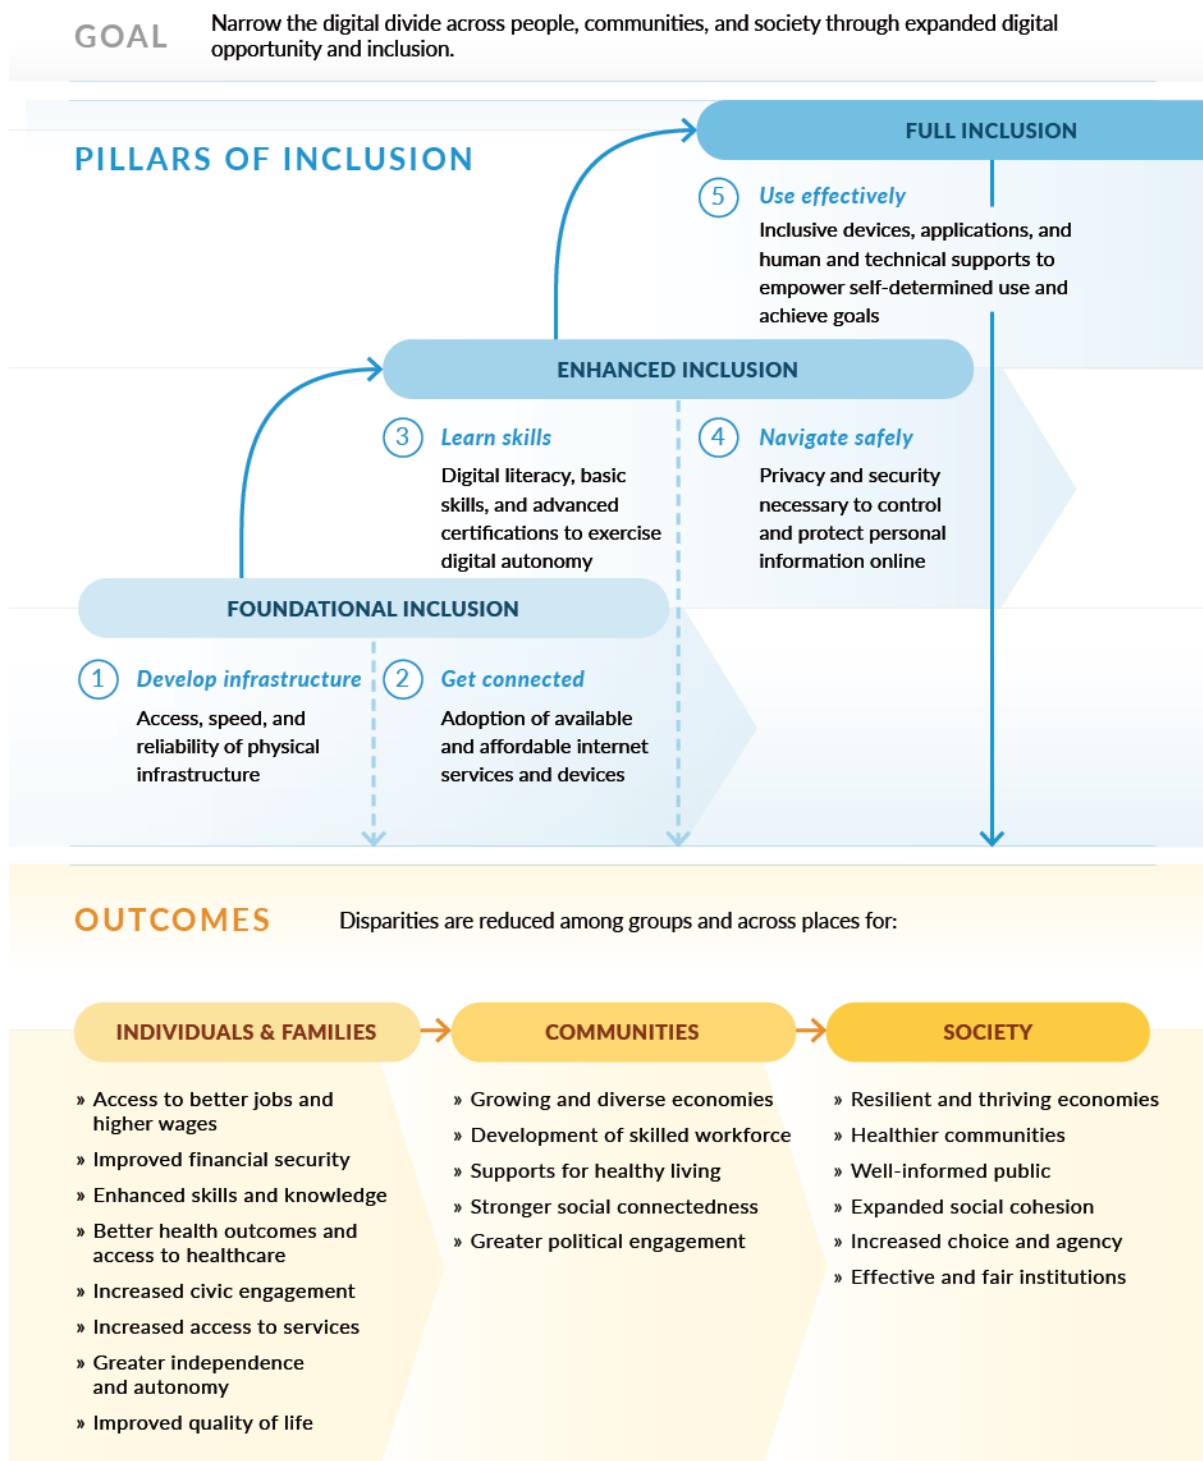 GOAL
Narrow the digital divide across people, communities, and society through expanded digital
opportunity and inclusion.
PILLARS OF INCLUSION
FULL INCLUSION
5 Use effectively
Inclusive devices, applications, and
human and technical supports to
empower self-determined use and
achieve goals
ENHANCED INCLUSION
3 Learn skills
Digital literacy, basic
skills, and advanced
certifications to exercise
digital autonomy
4 Navigate safely
Privacy and security
necessary to control
and protect personal
information online
FOUNDATIONAL INCLUSION
1 Develop infrastructure
Access, speed, and
reliability of physical
infrastructure
2 Get connected
Adoption of available
and affordable internet
services and devices
OUTCOMES
Disparities are reduced among groups and across places for:
INDIVIDUALS & FAMILIES
» Access to better jobs and
higher wages
» Improved financial security
» Enhanced skills and knowledge
» Better health outcomes and
access to healthcare
» Increased civic engagement
» Increased access to services
» Greater independence
and autonomy
» Improved quality of life
COMMUNITIES
» Growing and diverse economies
» Development of skilled workforce
» Supports for healthy living
» Stronger social connectedness
» Greater political engagement
SOCIETY
» Resilient and thriving economies
» Healthier communities
» Well-informed public
» Expanded social cohesion
» Increased choice and agency
» Effective and fair institutions